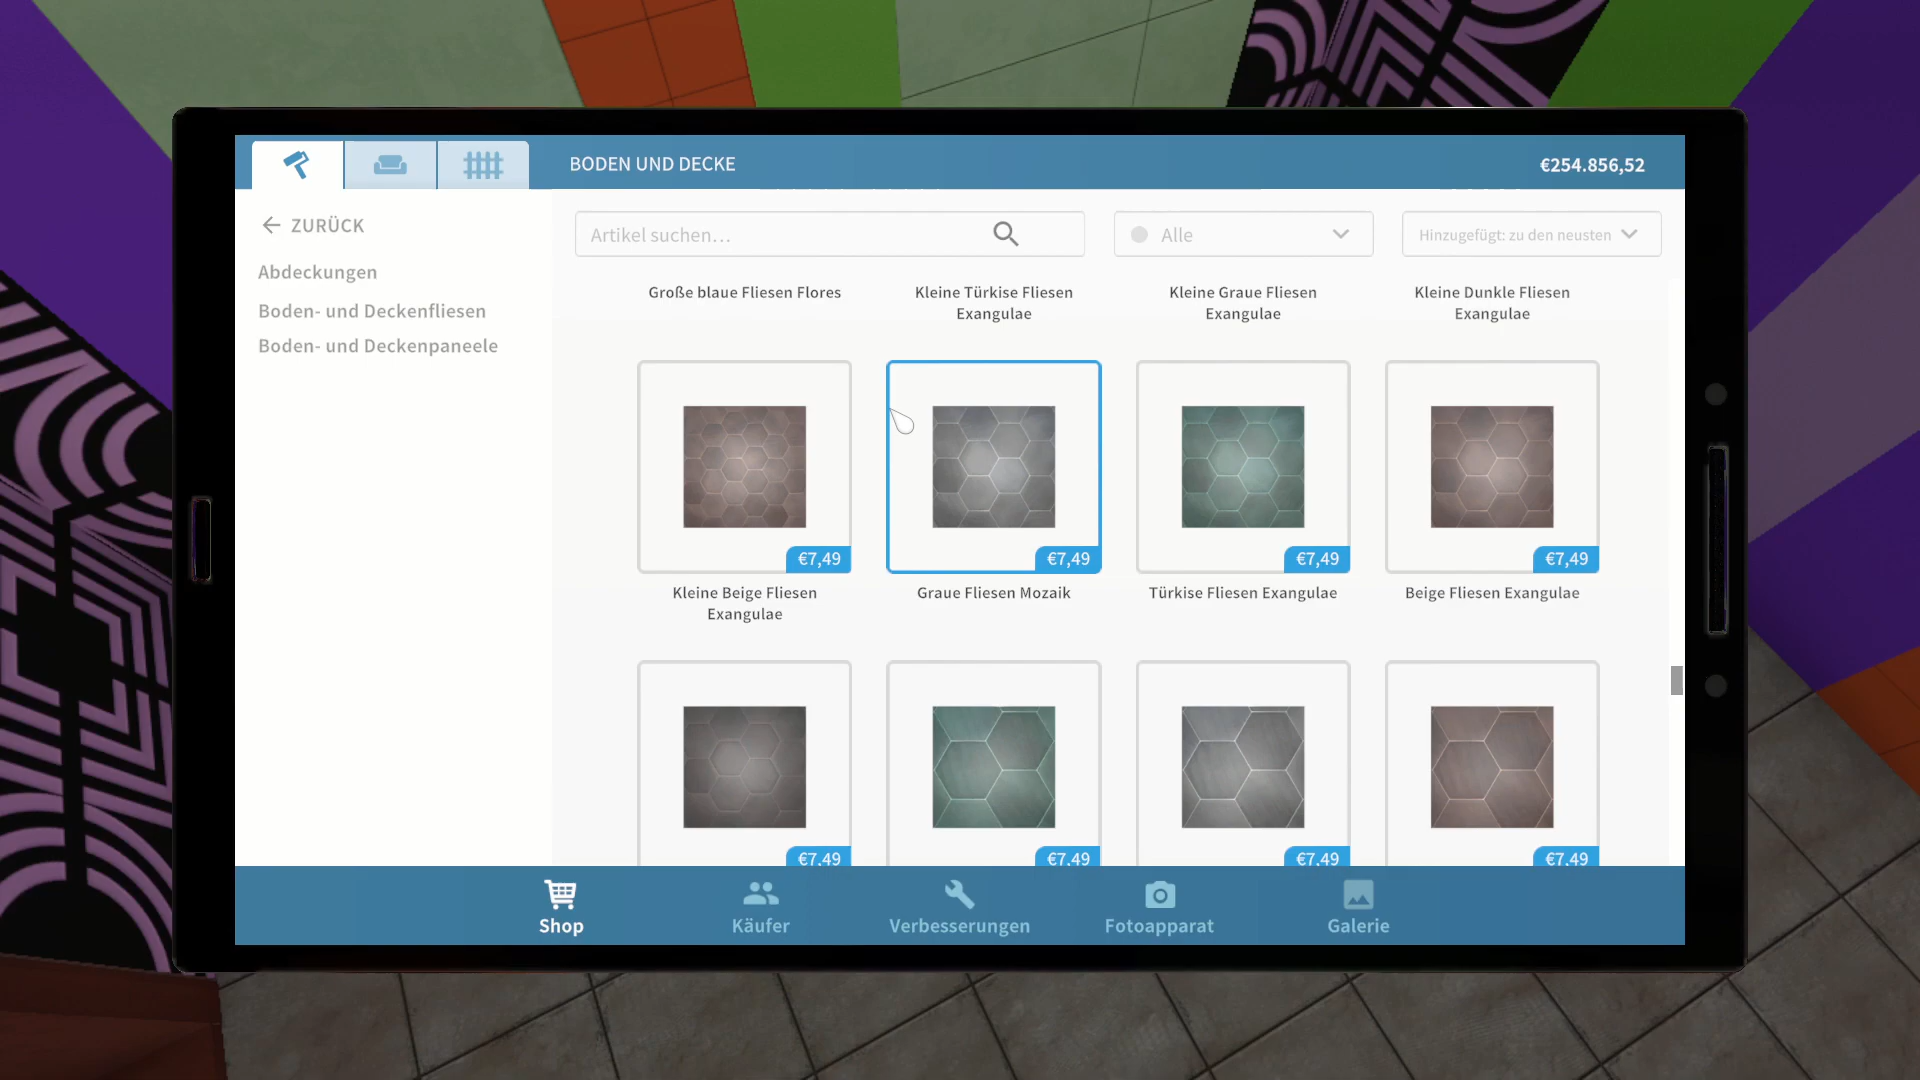 BODEN UND DECKE
€254.856,52
ZURÜCK
Abdeckungen
Boden- und Deckenfliesen
Boden- und Deckenpaneele
Artikel suchen...
Alle
Hinzugefügt: zu den neusten
Große blaue Fliesen Flores
Kleine Türkise Fliesen
Exangulae
Kleine Graue Fliesen
Exangulae
Kleine Dunkle Fliesen
Exangulae
€7,49
€7,49
€7,49
€7,49
Kleine Beige Fliesen
Exangulae
Graue Fliesen Mozaik
Türkise Fliesen Exangulae
Beige Fliesen Exangulae
€7,49
€7,49
€7,49
€7,49
Shop
Käufer
Verbesserungen
Fotoapparat
Galerie